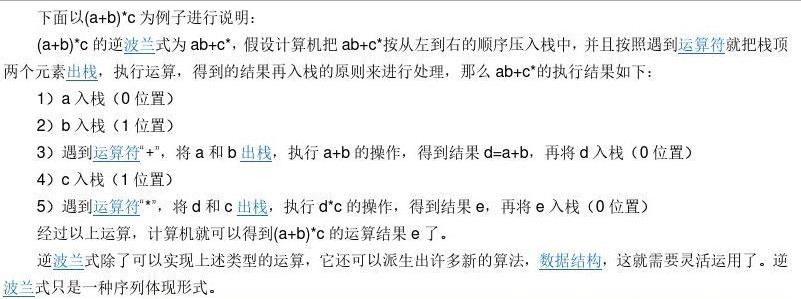 下面以(a+b)*c 为例子进行说明：
(a+b)*c 的逆波兰式为 ab+c*，假设计算机把 ab+c*按从左到右的顺序压入栈中，并且按照遇到运算符就把栈顶
两个元素出栈，执行运算，得到的结果再入栈的原则来进行处理，那么 ab+c*的执行结果如下：
1）a 入栈（0 位置）
2）b 入栈（1 位置）
3）遇到运算符“+”，将 a 和 b 出栈，执行 a+b 的操作，得到结果 d=a+b，再将 d 入栈（0 位置）
4）c 入栈（1 位置）
5）遇到运算符“*”，将 d 和 c 出栈，执行 d*c 的操作，得到结果 e，再将 e 入栈（0 位置）
经过以上运算，计算机就可以得到(a+b)*c 的运算结果 e 了。
逆波兰式除了可以实现上述类型的运算，它还可以派生出许多新的算法，数据结构，这就需要灵活运用了。逆
波兰式只是一种序列体现形式。